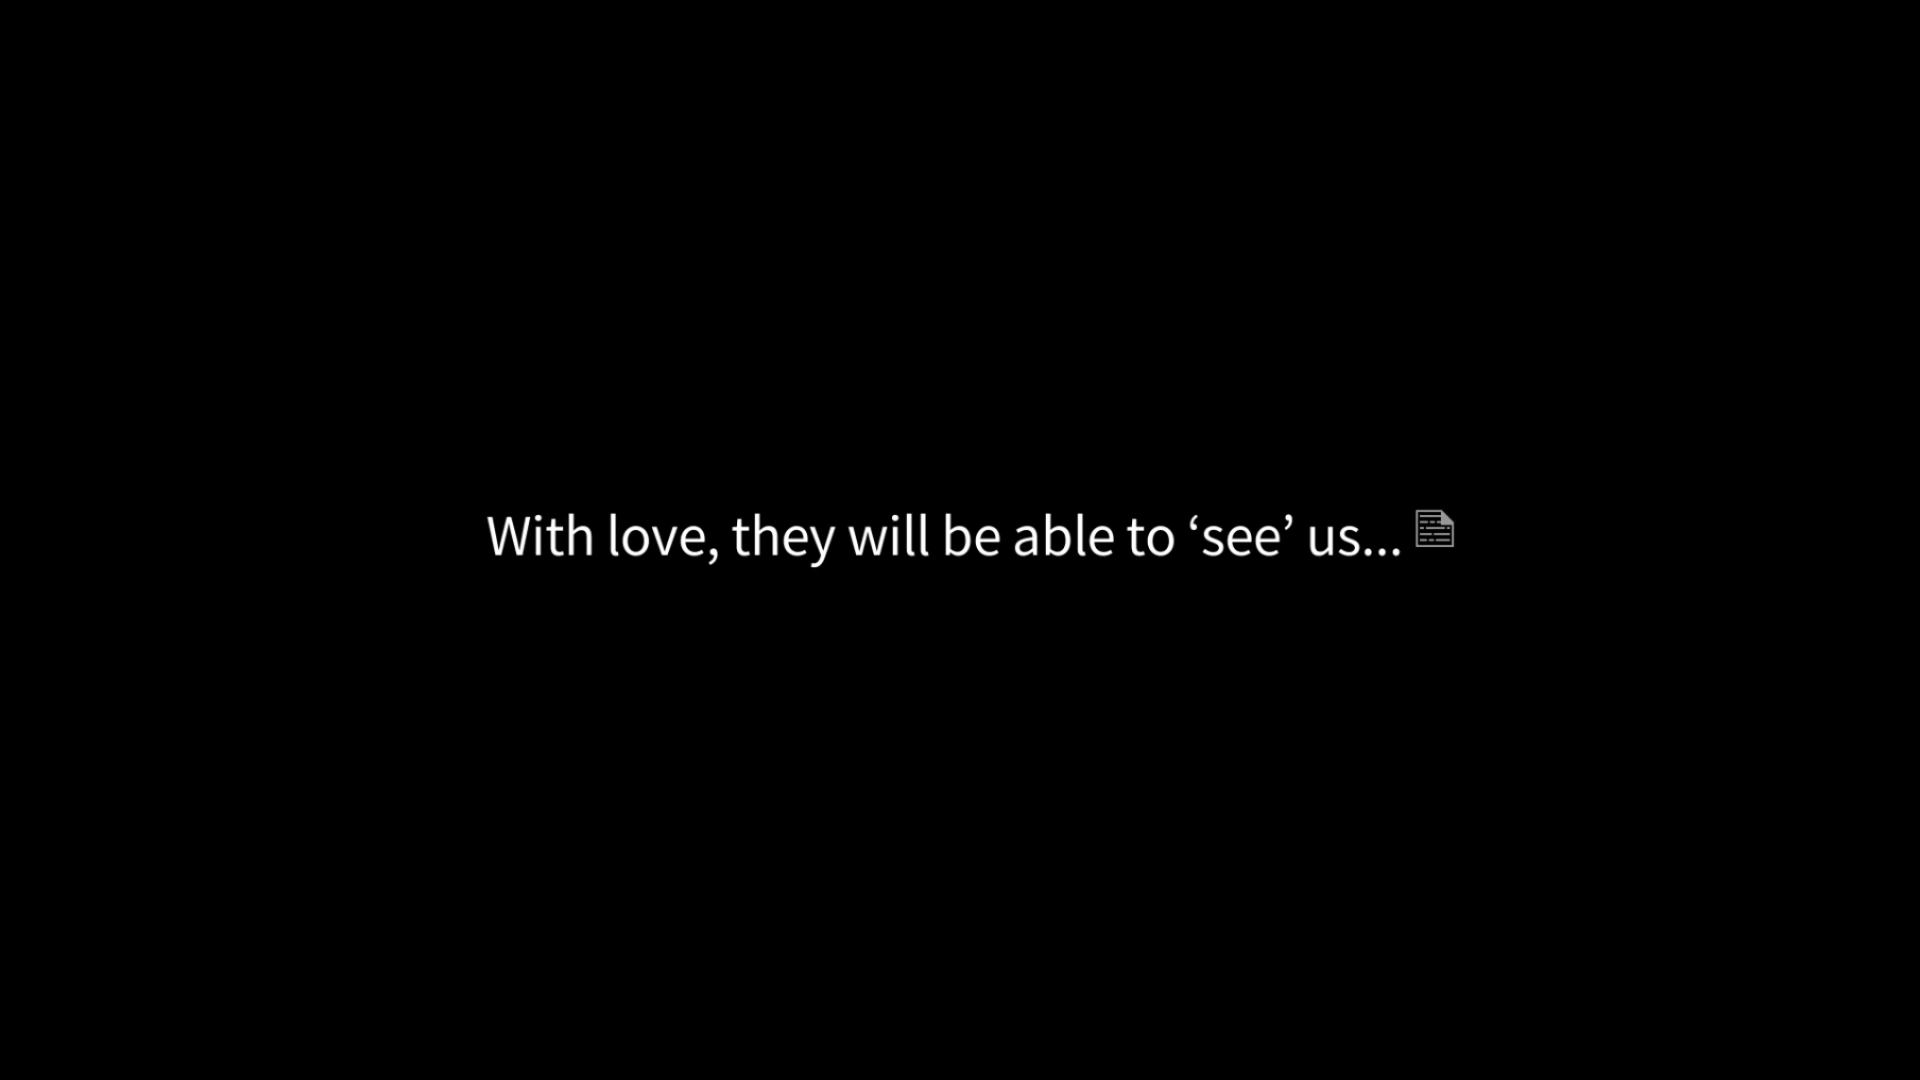 With love, they will be able to ‘see’ us...